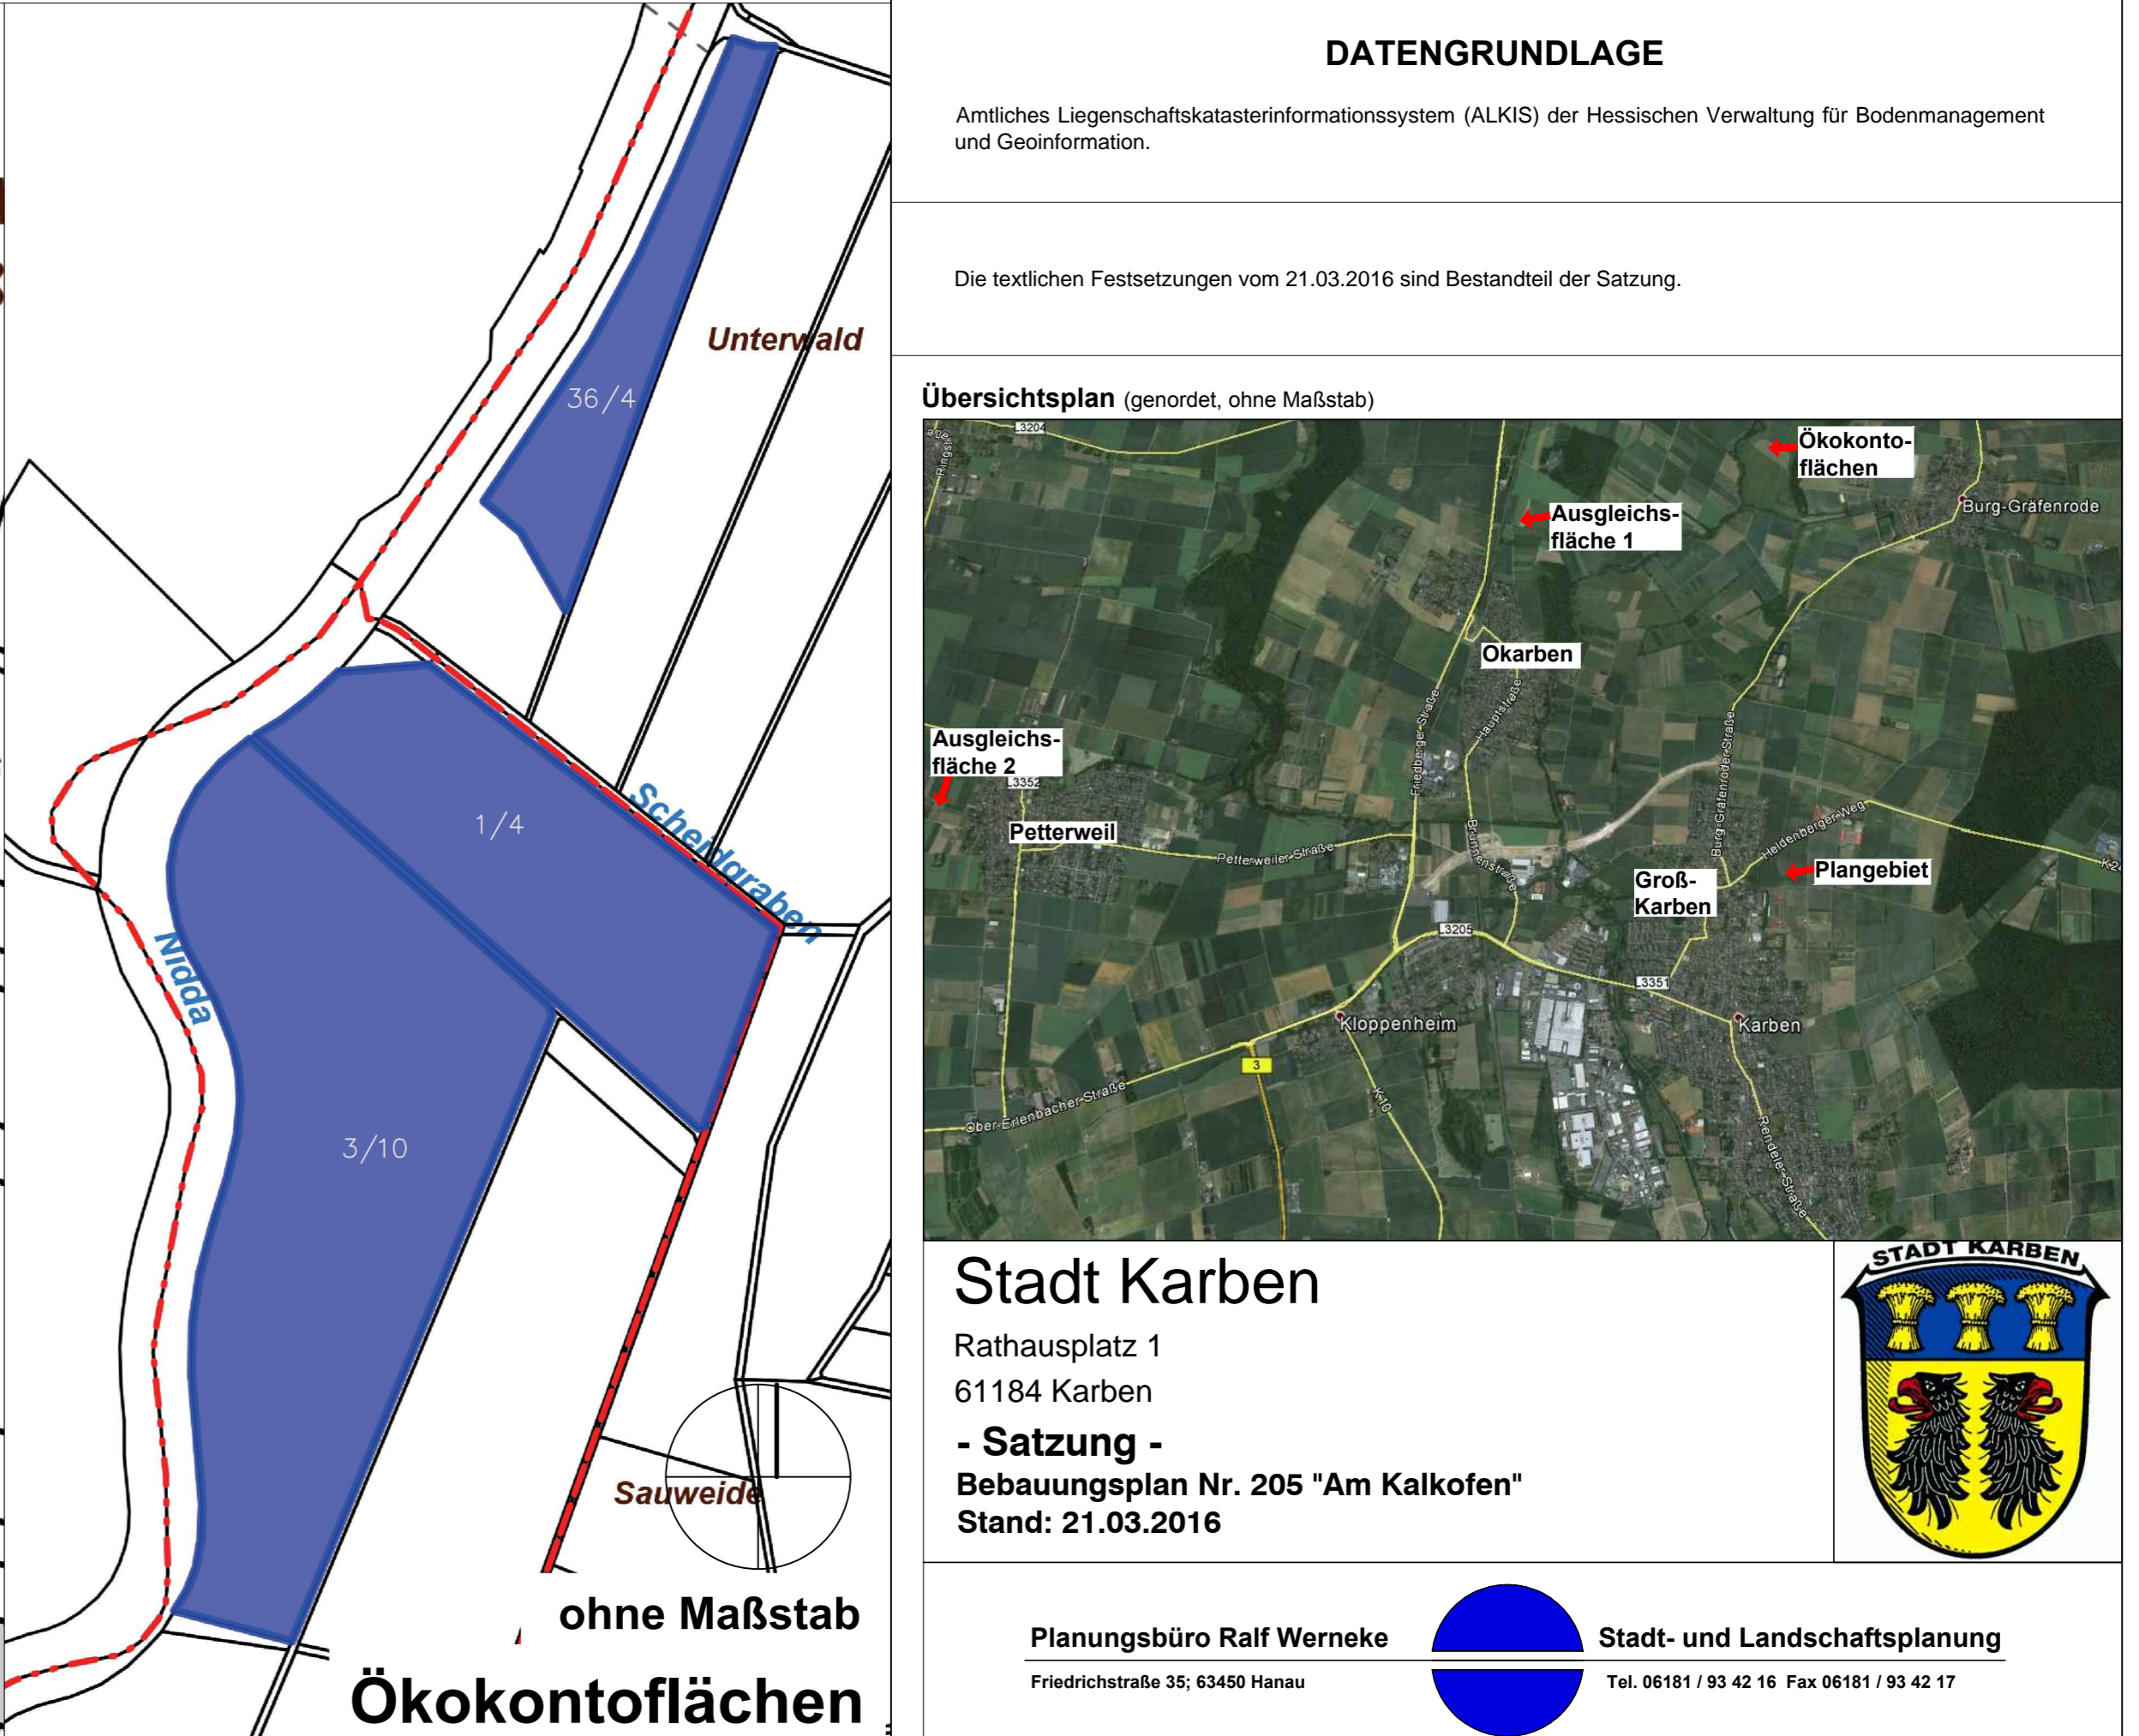 Unterwald
36/4
1/4
Scheidgraben
Nidda
3/10
Sauweide
ohne Maßstab
Ökokontoflächen
DATENGRUNDLAGE
Amtliches Liegenschaftskatasterinformationssystem (ALKIS) der Hessischen Verwaltung für Bodenmanagement
und Geoinformation.
Die textlichen Festsetzungen vom 21.03.2016 sind Bestandteil der Satzung.
Übersichtsplan (genordet, ohne Maßstab)
L3204
Ökokonto-
flächen
Burg-Gräfenrode
Ausgleichs-
fläche 1
Okarben
Friedberger-Straße
Hauptstraße
Burg-Gräfenröder-Straße
Ausgleichs-
fläche 2
L3352
Petterweil
Petterweiler-Straße
Brunnenstraße
Heldenberger-Weg
Plangebiet
Groß-
Karben
L3205
L3351
Kloppenheim
Karben
3
K-10
Ober-Erlenbacher-Straße
Rendeler-Straße
Stadt Karben
Rathausplatz 1
61184 Karben
- Satzung -
Bebauungsplan Nr. 205 "Am Kalkofen"
Stand: 21.03.2016
STADT KARBEN
Planungsbüro Ralf Werneke
Stadt- und Landschaftsplanung
Friedrichstraße 35; 63450 Hanau
Tel. 06181 / 93 42 16 Fax 06181 / 93 42 17